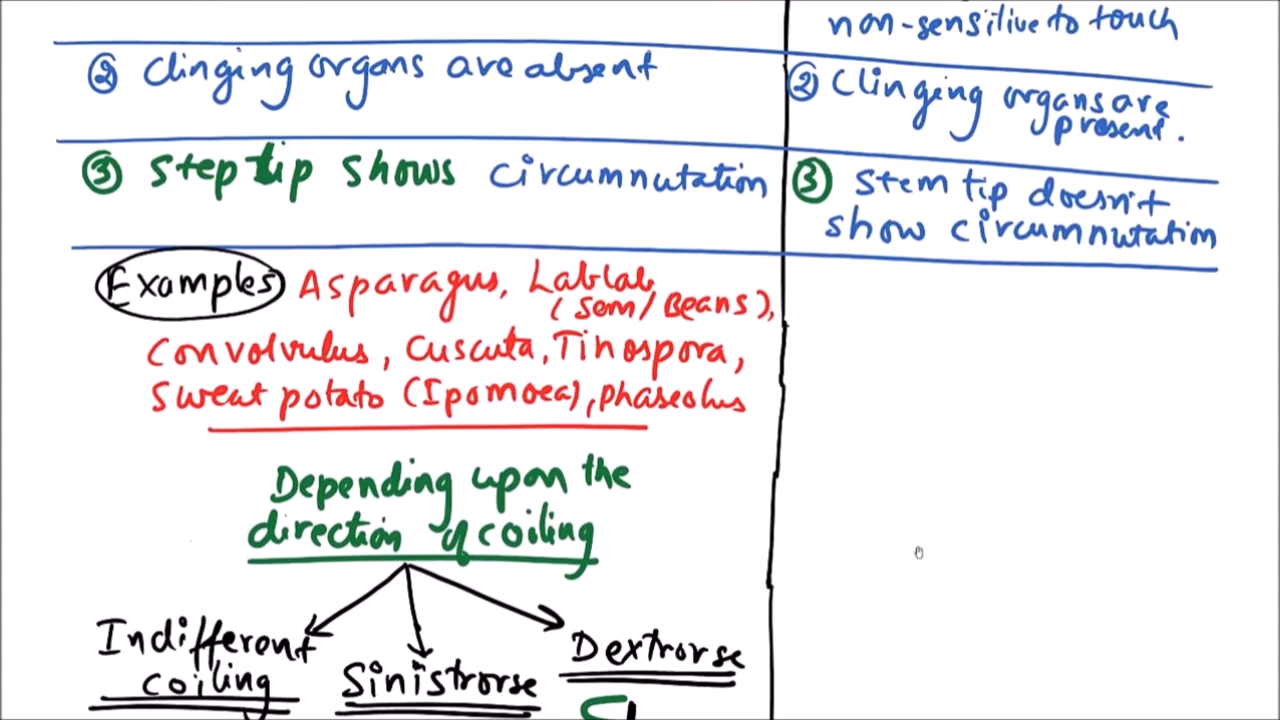 non-sensitive to touch
② Clinging organs are absent
② Clinging organs are
present.
③ Step tip shows circumnutation
③ Stem tip doesn't
show circumnutation
Examples Asparagus, Lablab
(Sem/Beans),
Convolvulus, Cuscuta, Tinospora,
Sweat potato (Ipomoea), phaseolus
Depending upon the
direction of coiling
Indifferent
coiling
Sinistrorse
Dextrorse